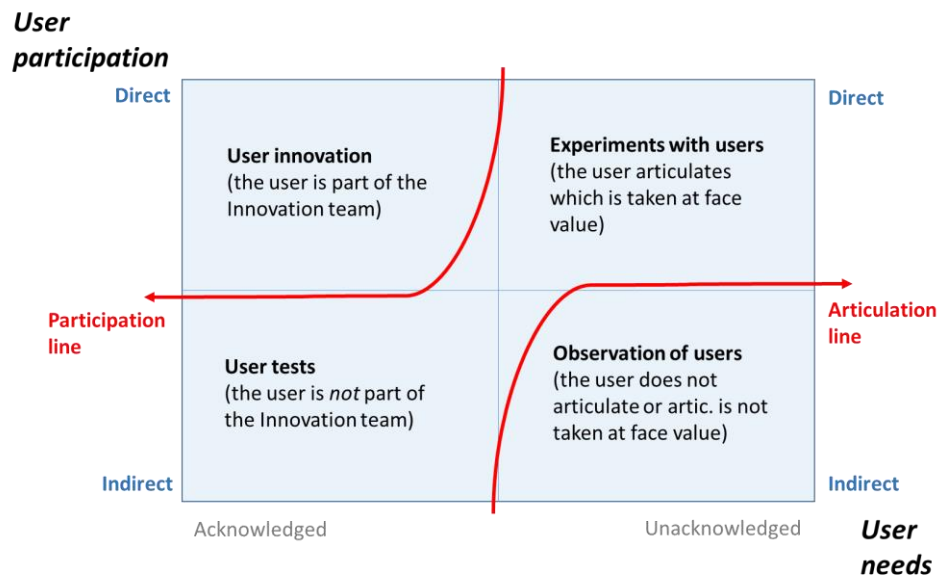 User
participation
Direct
Direct
User innovation
(the user is part of the
Innovation team)
Experiments with users
(the user articulates
which is taken at face
value)
Participation
line
Articulation
line
User tests
(the user is not part of
the Innovation team)
Observation of users
(the user does not
articulate or artic. is not
taken at face value)
Indirect
Indirect
Acknowledged
Unacknowledged
User
needs